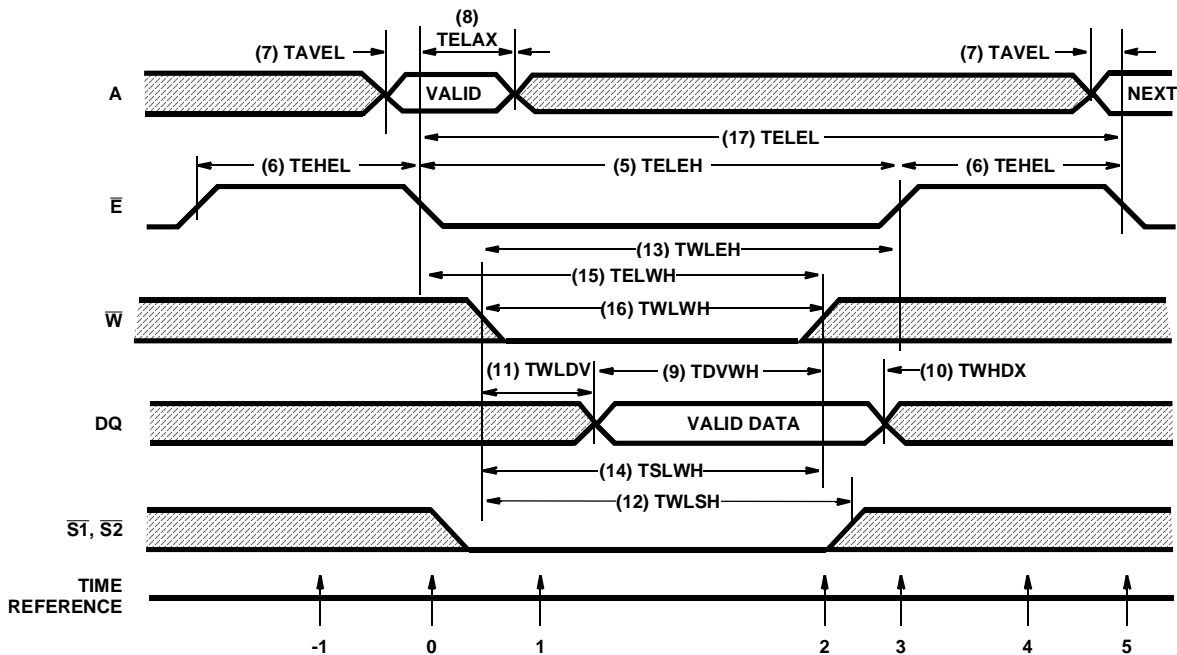 (8)
(7) TAVEL
TELAX
(7) TAVEL
A
VALID
NEXT
(17) TELEL
(6) TEHEL
(5) TELEH
(6) TEHEL
E̅
(13) TWLEH
(15) TELWH
W̅
(16) TWLWH
(11) TWLDV
(9) TDVWH
(10) TWHDX
DQ
VALID DATA
(14) TSLWH
(12) TWLSH
S̅1̅, S̅2̅
TIME
REFERENCE
-1 0 1 2 3 4 5